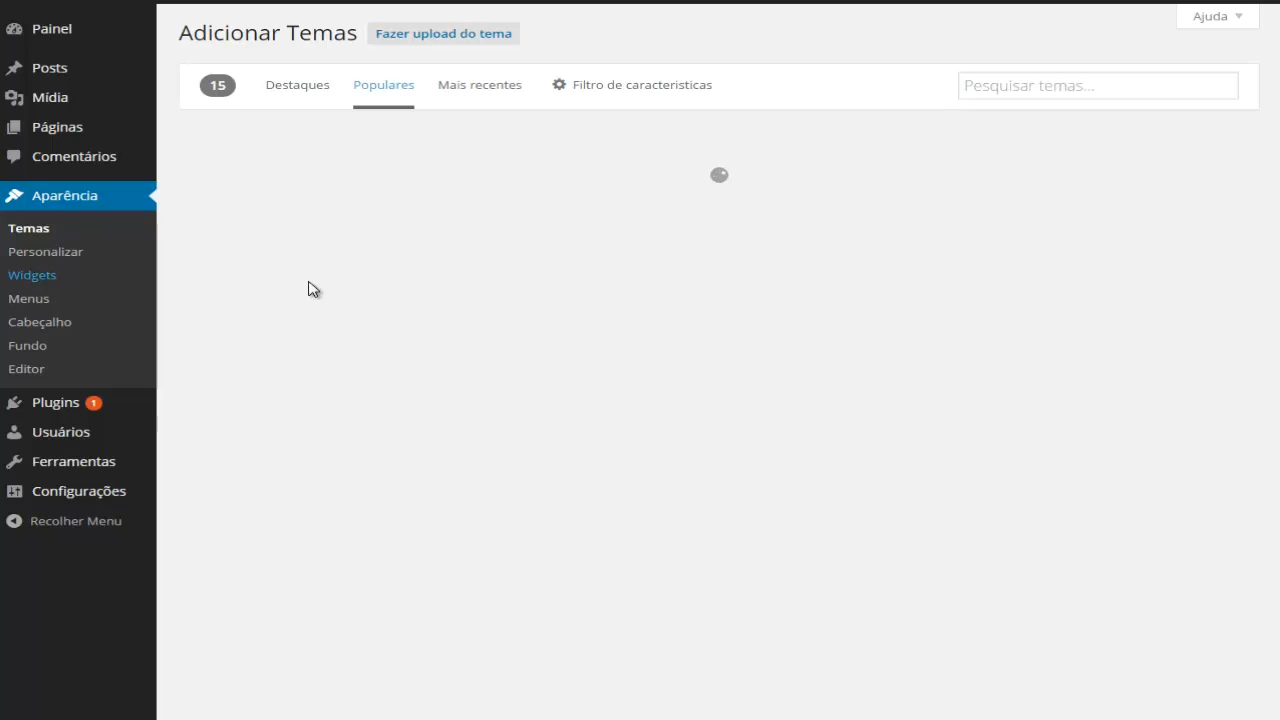 Painel
Posts
Mídia
Páginas
Comentários
Aparência
Temas
Personalizar
Widgets
Menus
Cabeçalho
Fundo
Editor
Plugins 1
Usuários
Ferramentas
Configurações
Recolher Menu
Ajuda
Adicionar Temas Fazer upload do tema
15 Destaques Populares Mais recentes Filtro de caracteristicas Pesquisar temas...